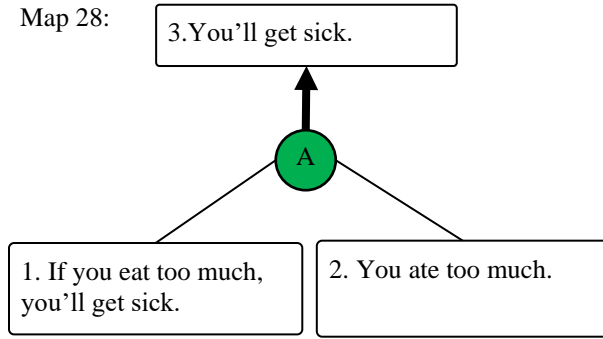 Map 28:
3.You’ll get sick.
A
1. If you eat too much,
you’ll get sick.
2. You ate too much.